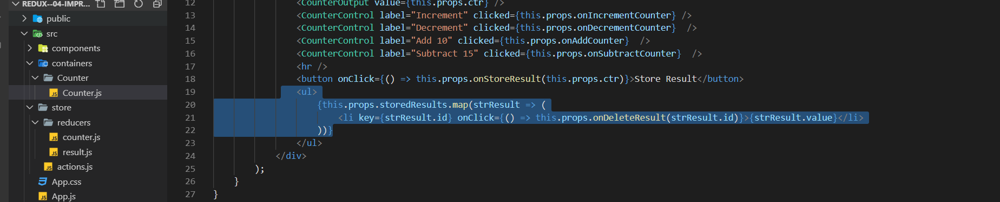 REDUX--04-IMPR...
public
src
components
containers
Counter
Counter.js
store
reducers
counter.js
result.js
actions.js
App.css
App.js
12 <CounterOutput value={this.props.ctr} />
13 <CounterControl label="Increment" clicked={this.props.onIncrementCounter} />
14 <CounterControl label="Decrement" clicked={this.props.onDecrementCounter}  />
15 <CounterControl label="Add 10" clicked={this.props.onAddCounter}  />
16 <CounterControl label="Subtract 15" clicked={this.props.onSubtractCounter}  />
17 <hr />
18 <button onClick={() => this.props.onStoreResult(this.props.ctr)}>Store Result</button>
19 <ul>
20 {this.props.storedResults.map(strResult => (
21 <li key={strResult.id} onClick={() => this.props.onDeleteResult(strResult.id)}>{strResult.value}</li>
22 ))}
23 </ul>
24 </div>
25 );
26 }
27 }